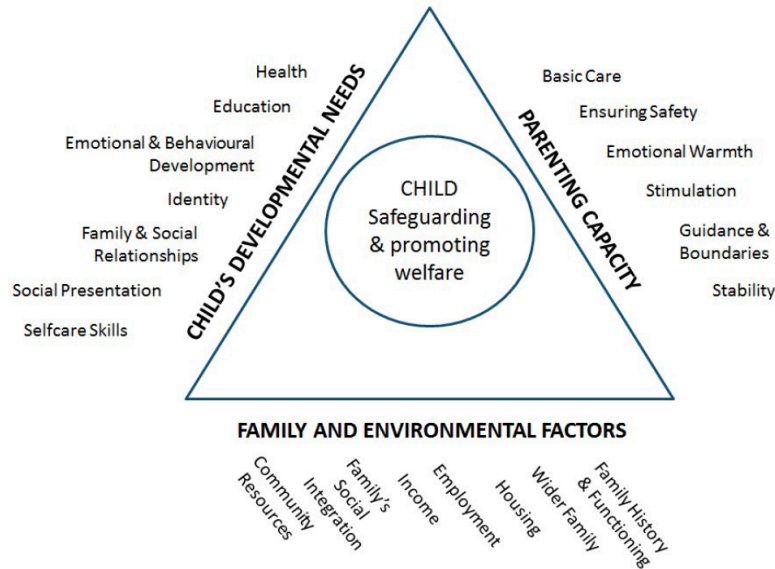 Health
Education
Emotional & Behavioural
Development
Identity
Family & Social
Relationships
Social Presentation
Selfcare Skills
CHILD'S DEVELOPMENTAL NEEDS
CHILD
Safeguarding
& promoting
welfare
PARENTING CAPACITY
Basic Care
Ensuring Safety
Emotional Warmth
Stimulation
Guidance &
Boundaries
Stability
FAMILY AND ENVIRONMENTAL FACTORS
Community
Resources
Family's
Social
Integration
Income
Employment
Housing
Wider Family
Family History
& Functioning